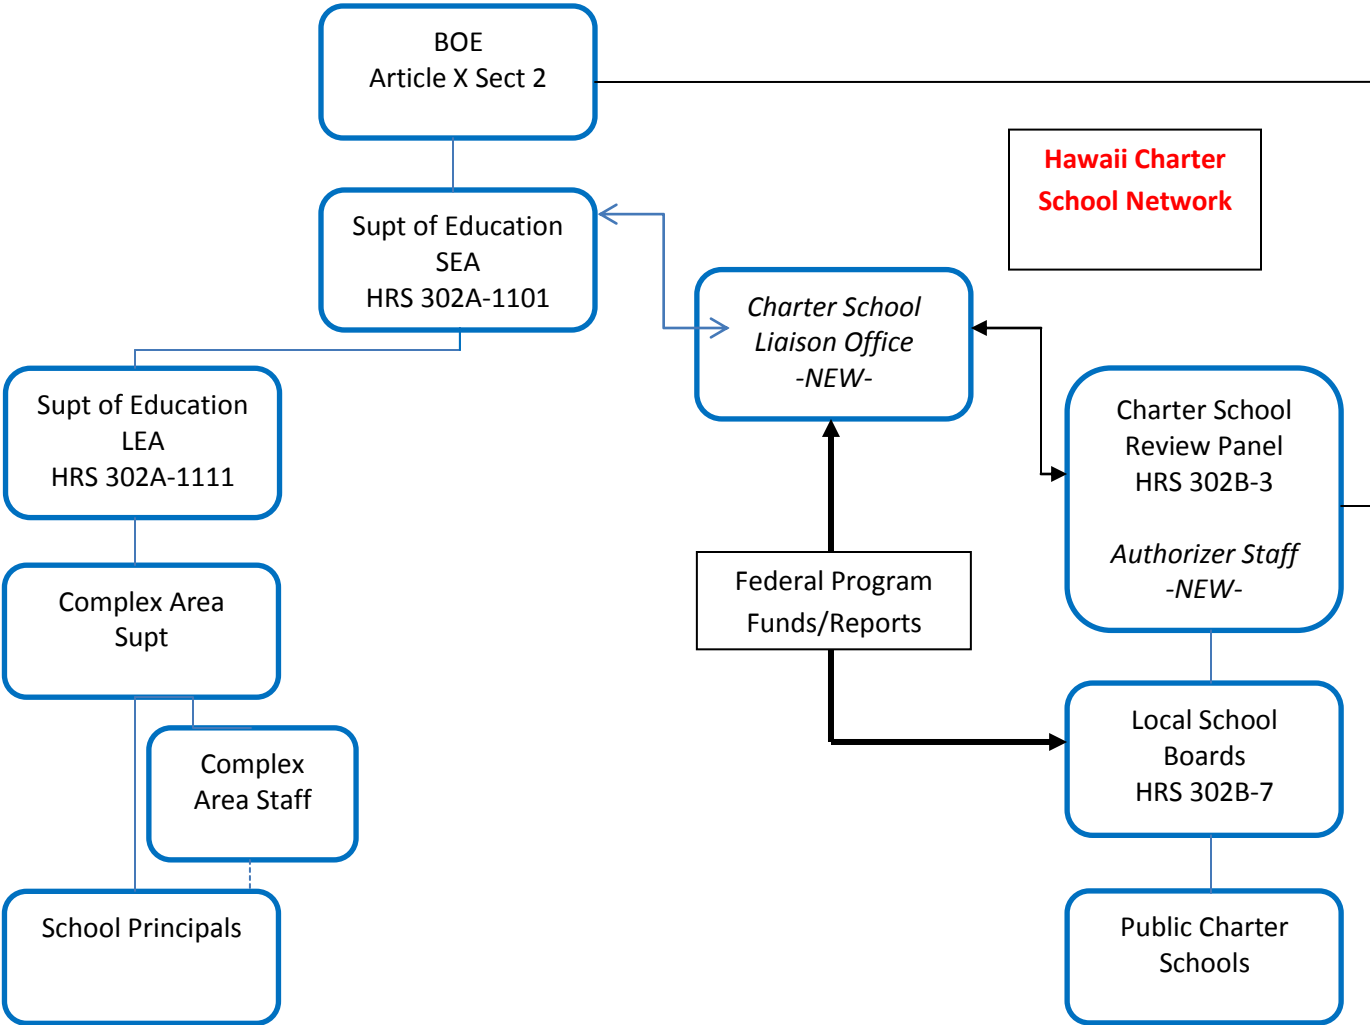 BOE
Article X Sect 2
Hawaii Charter
School Network
Supt of Education
SEA
HRS 302A-1101
Charter School
Liaison Office
-NEW-
Supt of Education
LEA
HRS 302A-1111
Charter School
Review Panel
HRS 302B-3
Authorizer Staff
-NEW-
Complex Area
Supt
Federal Program
Funds/Reports
Local School
Boards
HRS 302B-7
Complex
Area Staff
School Principals
Public Charter
Schools